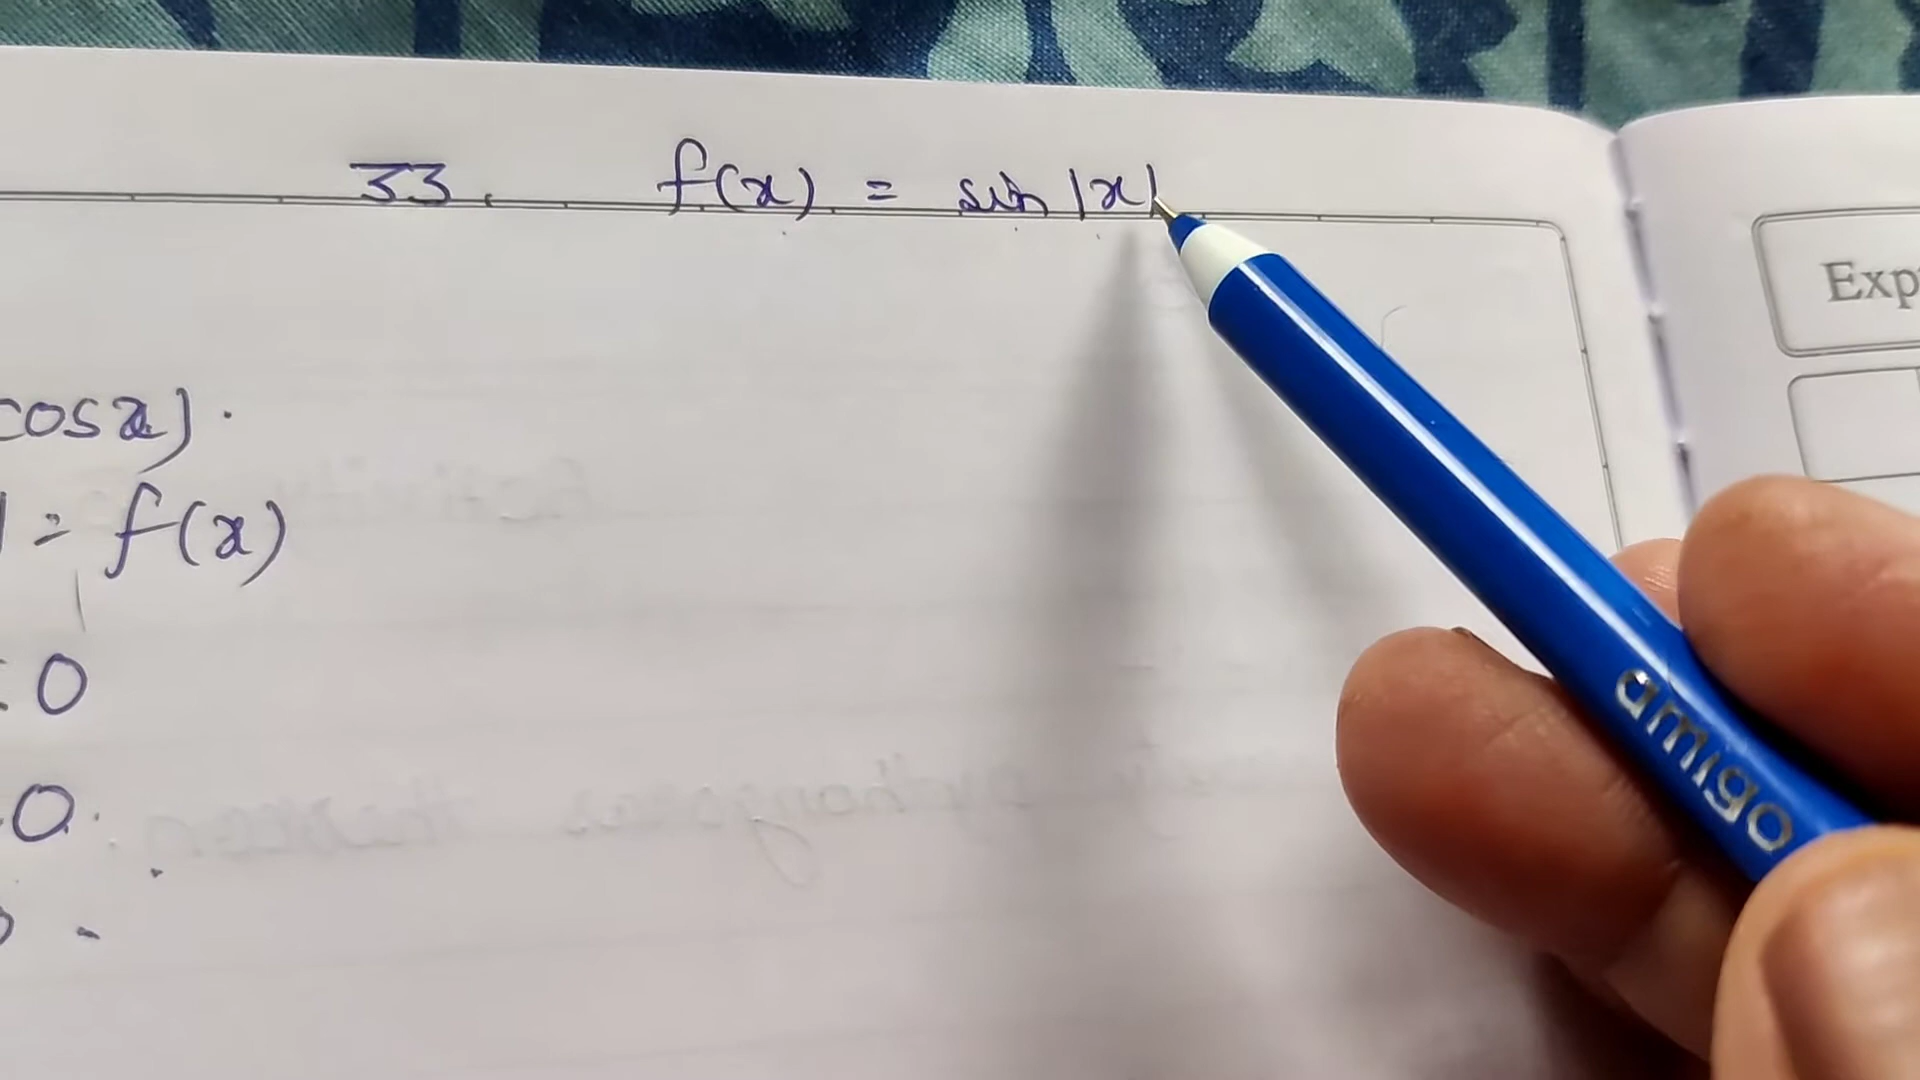 33. f(x) = sin |x|
cos x).
= f(x)
0
0.
Exp
amigo